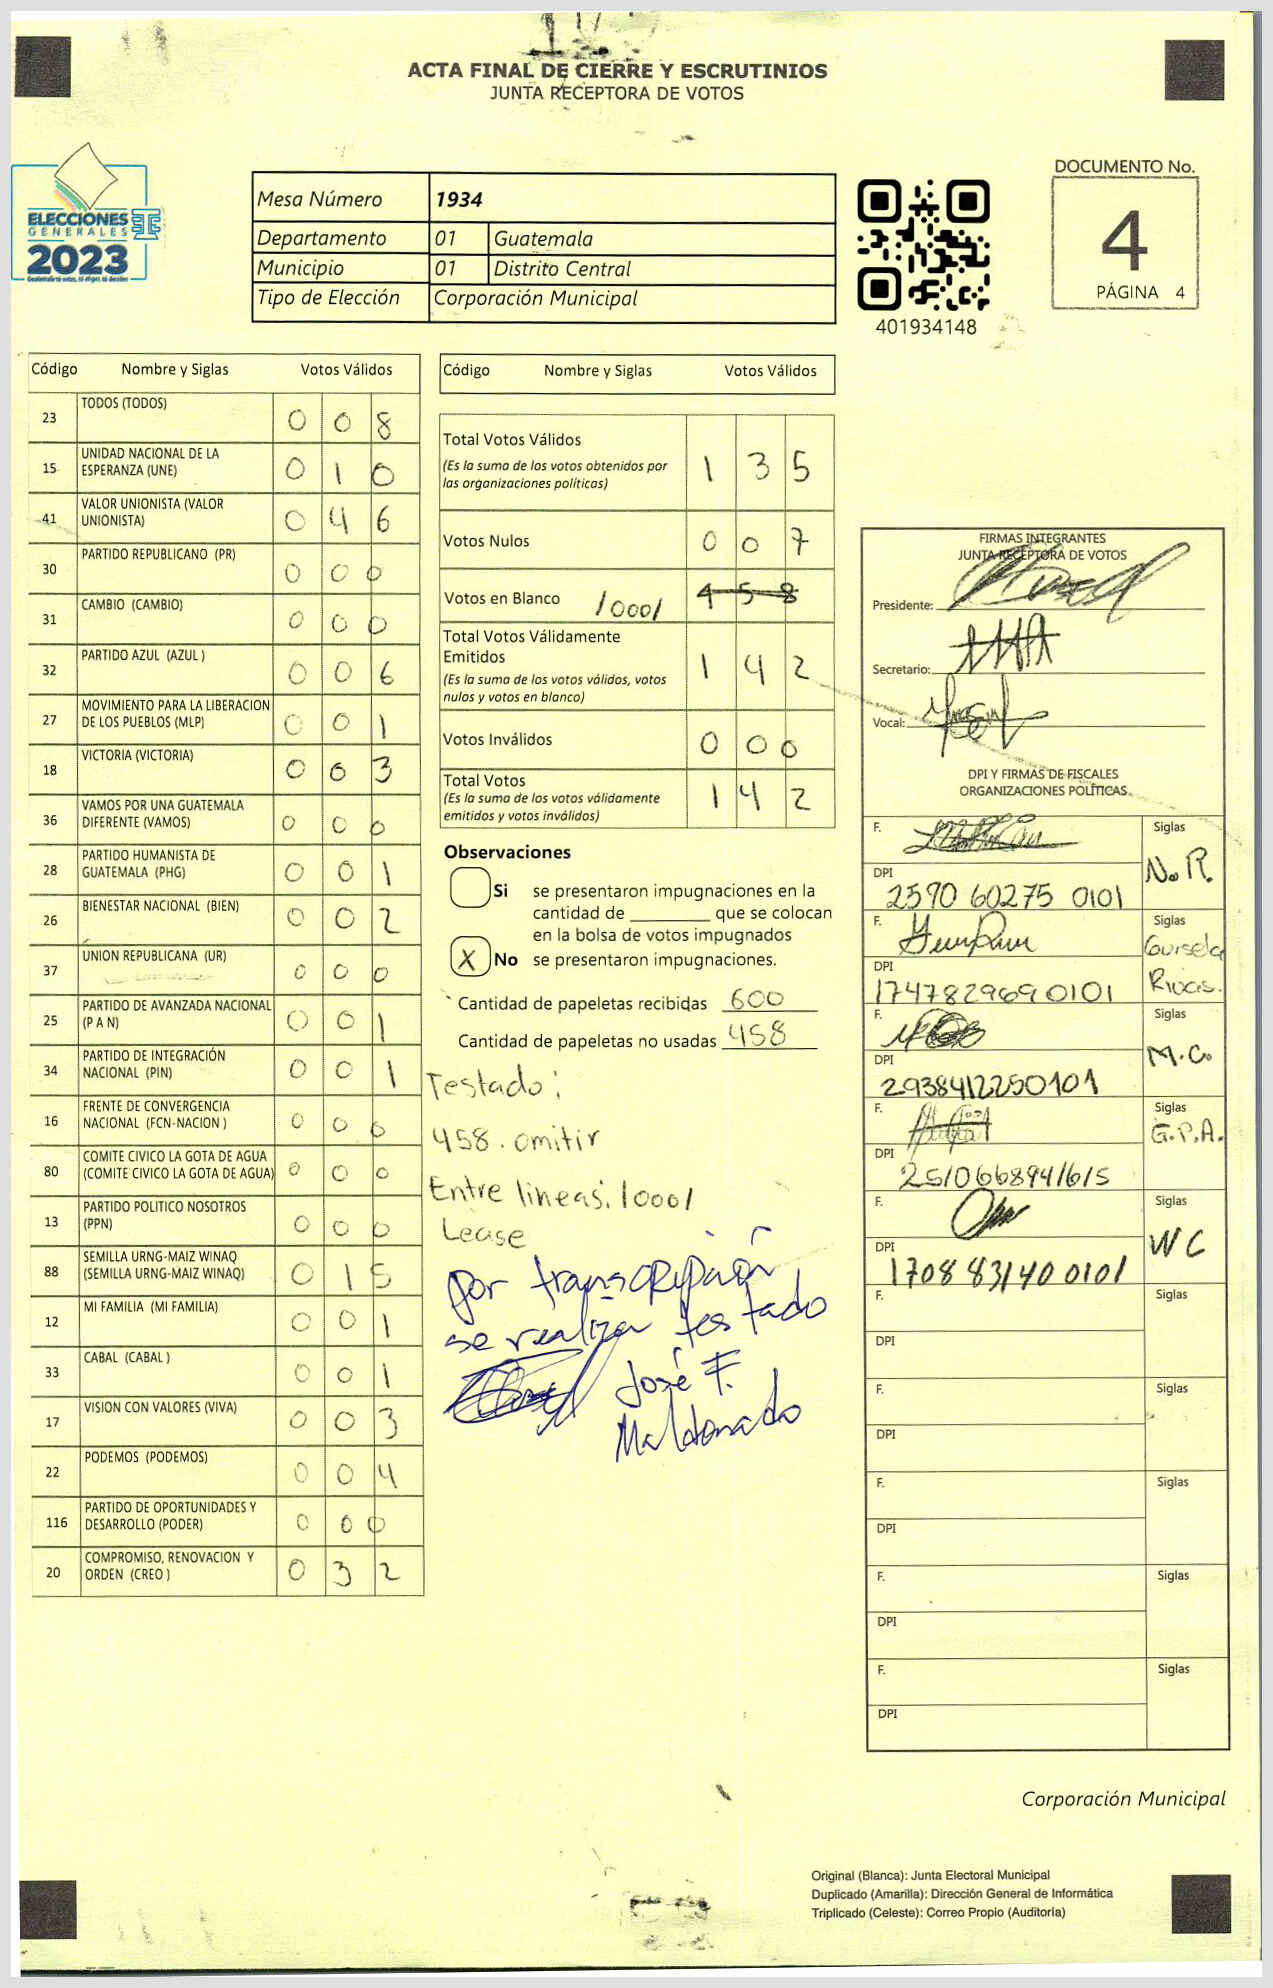 ACTA FINAL DE CIERRE Y ESCRUTINIOS
JUNTA RECEPTORA DE VOTOS
ELECCIONES
GENERALES
2023
Mesa Número 1934
Departamento 01 Guatemala
Municipio 01 Distrito Central
Tipo de Elección Corporación Municipal
401934148
DOCUMENTO No.
4
PÁGINA 4
Código Nombre y Siglas Votos Válidos
23 TODOS (TODOS) 0 0 8
15 UNIDAD NACIONAL DE LA
ESPERANZA (UNE) 0 1 0
41 VALOR UNIONISTA (VALOR
UNIONISTA) 0 4 6
30 PARTIDO REPUBLICANO (PR) 0 0 0
31 CAMBIO (CAMBIO) 0 0 0
32 PARTIDO AZUL (AZUL ) 0 0 6
27 MOVIMIENTO PARA LA LIBERACION
DE LOS PUEBLOS (MLP) 0 0 1
18 VICTORIA (VICTORIA) 0 0 3
36 VAMOS POR UNA GUATEMALA
DIFERENTE (VAMOS) 0 0 0
28 PARTIDO HUMANISTA DE
GUATEMALA (PHG) 0 0 1
26 BIENESTAR NACIONAL (BIEN) 0 0 2
37 UNION REPUBLICANA (UR) 0 0 0
25 PARTIDO DE AVANZADA NACIONAL
(P A N) 0 0 1
34 PARTIDO DE INTEGRACIÓN
NACIONAL (PIN) 0 0 1
16 FRENTE DE CONVERGENCIA
NACIONAL (FCN-NACION ) 0 0 0
80 COMITE CIVICO LA GOTA DE AGUA
(COMITE CIVICO LA GOTA DE AGUA) 0 0 0
13 PARTIDO POLITICO NOSOTROS
(PPN) 0 0 0
88 SEMILLA URNG-MAIZ WINAQ
(SEMILLA URNG-MAIZ WINAQ) 0 1 5
12 MI FAMILIA (MI FAMILIA) 0 0 1
33 CABAL (CABAL ) 0 0 1
17 VISION CON VALORES (VIVA) 0 0 3
22 PODEMOS (PODEMOS) 0 0 4
116 PARTIDO DE OPORTUNIDADES Y
DESARROLLO (PODER) 0 0 0
20 COMPROMISO, RENOVACION Y
ORDEN (CREO ) 0 3 2
Código Nombre y Siglas Votos Válidos
Total Votos Válidos
(Es la suma de los votos obtenidos por
las organizaciones políticas) 1 3 5
Votos Nulos 0 0 7
Votos en Blanco /000/ 4 5 8
Total Votos Válidamente
Emitidos
(Es la suma de los votos válidos, votos
nulos y votos en blanco) 1 4 2
Votos Inválidos 0 0 0
Total Votos
(Es la suma de los votos válidamente
emitidos y votos inválidos) 1 4 2
Observaciones
Si se presentaron impugnaciones en la
cantidad de ________ que se colocan
en la bolsa de votos impugnados
X No se presentaron impugnaciones.
Cantidad de papeletas recibidas 600
Cantidad de papeletas no usadas 458
Testado:
458. omitir
Entre lineas: /000/
Lease
por transcripción
se realiza testado
José F.
Maldonado
FIRMAS INTEGRANTES
JUNTA RECEPTORA DE VOTOS
Presidente:
Secretario:
Vocal:
DPI Y FIRMAS DE FISCALES
ORGANIZACIONES POLÍTICAS
F. Siglas
N.R.
DPI
2590 60275 0101
F. Siglas
Guisela
Rivas.
DPI
1747829690101
F. Siglas
M.C.
DPI
2938412250101
F. Siglas
G.P.A.
DPI
2510668941615
F. Siglas
WC
DPI
1708 83140 0101
F. Siglas
DPI
F. Siglas
DPI
F. Siglas
DPI
F. Siglas
DPI
F. Siglas
DPI
Corporación Municipal
Original (Blanca): Junta Electoral Municipal
Duplicado (Amarilla): Dirección General de Informática
Triplicado (Celeste): Correo Propio (Auditoría)